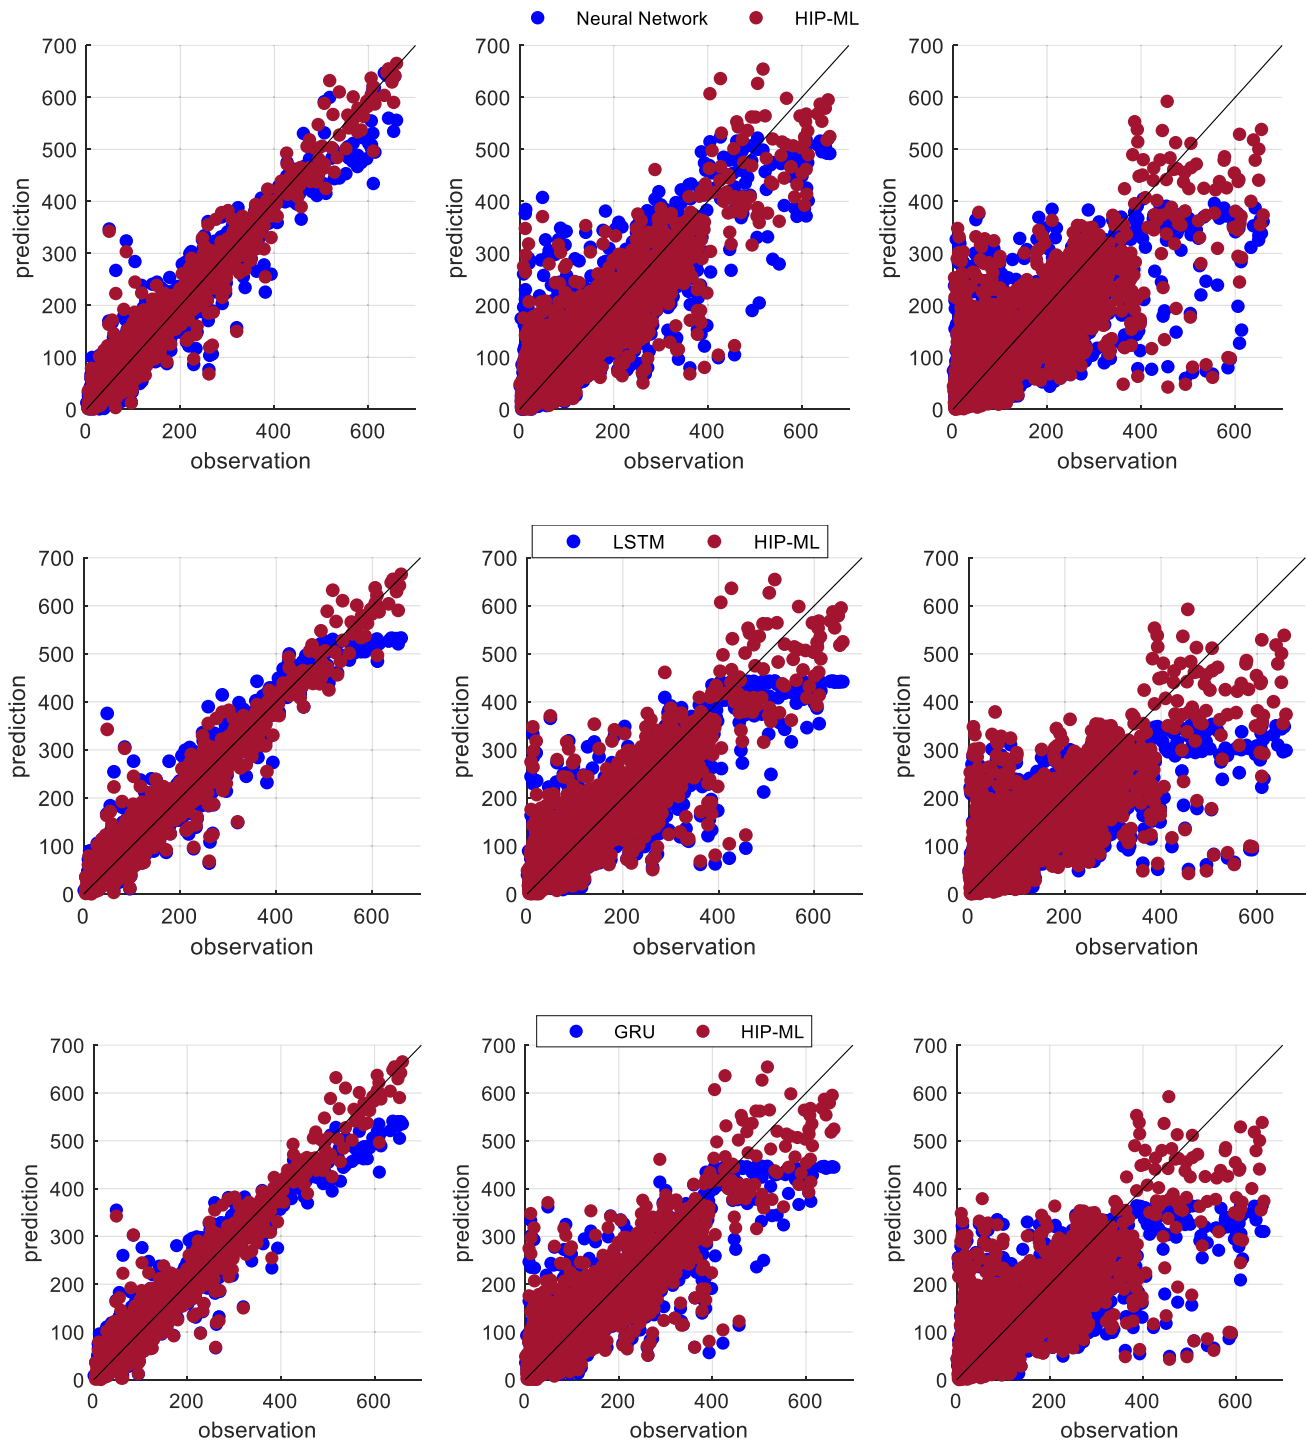 Neural Network HIP-ML
700 700 700
600 600 600
500 500 500
400 400 400
300 300 300
200 200 200
100 100 100
0 0 0
prediction prediction prediction
0 200 400 600 0 200 400 600 0 200 400 600
observation observation observation
LSTM HIP-ML
700 700 700
600 600 600
500 500 500
400 400 400
300 300 300
200 200 200
100 100 100
0 0 0
prediction prediction prediction
0 200 400 600 0 200 400 600 0 200 400 600
observation observation observation
GRU HIP-ML
700 700 700
600 600 600
500 500 500
400 400 400
300 300 300
200 200 200
100 100 100
0 0 0
prediction prediction prediction
0 200 400 600 0 200 400 600 0 200 400 600
observation observation observation